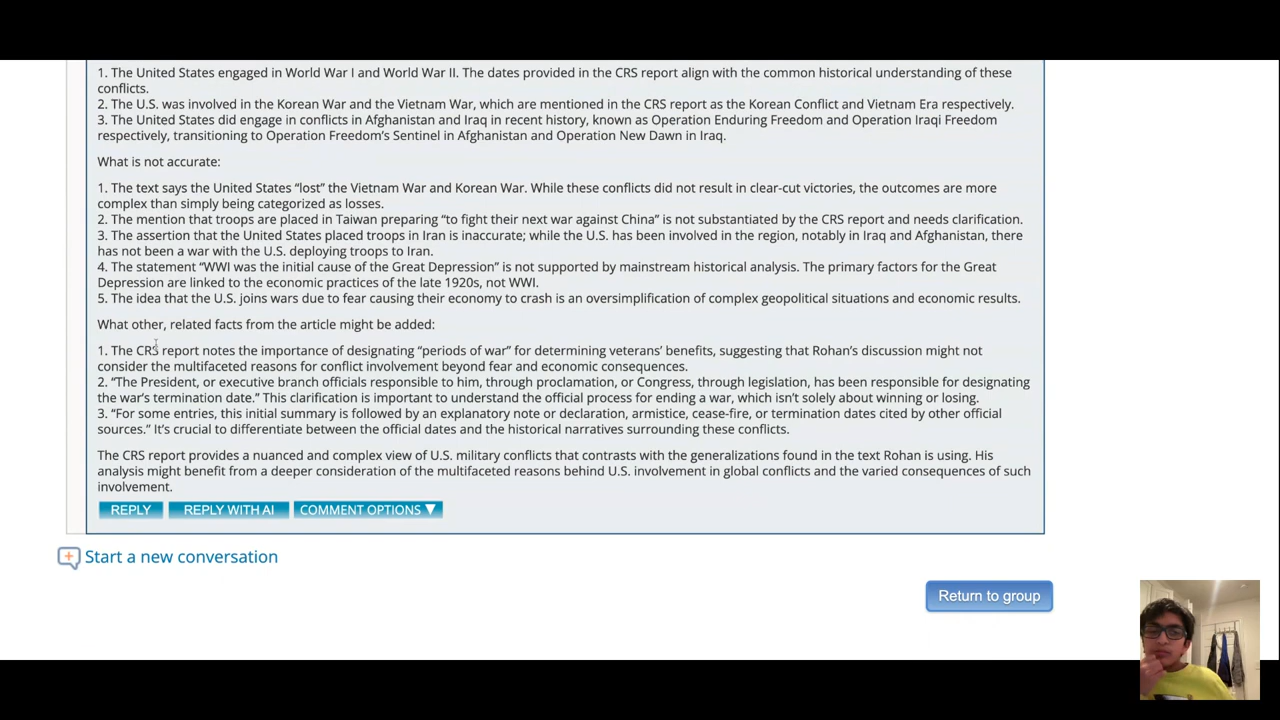 1. The United States engaged in World War I and World War II. The dates provided in the CRS report align with the common historical understanding of these
conflicts.
2. The U.S. was involved in the Korean War and the Vietnam War, which are mentioned in the CRS report as the Korean Conflict and Vietnam Era respectively.
3. The United States did engage in conflicts in Afghanistan and Iraq in recent history, known as Operation Enduring Freedom and Operation Iraqi Freedom
respectively, transitioning to Operation Freedom’s Sentinel in Afghanistan and Operation New Dawn in Iraq.
What is not accurate:
1. The text says the United States “lost” the Vietnam War and Korean War. While these conflicts did not result in clear-cut victories, the outcomes are more
complex than simply being categorized as losses.
2. The mention that troops are placed in Taiwan preparing “to fight their next war against China” is not substantiated by the CRS report and needs clarification.
3. The assertion that the United States placed troops in Iran is inaccurate; while the U.S. has been involved in the region, notably in Iraq and Afghanistan, there
has not been a war with the U.S. deploying troops to Iran.
4. The statement “WWI was the initial cause of the Great Depression” is not supported by mainstream historical analysis. The primary factors for the Great
Depression are linked to the economic practices of the late 1920s, not WWI.
5. The idea that the U.S. joins wars due to fear causing their economy to crash is an oversimplification of complex geopolitical situations and economic results.
What other, related facts from the article might be added:
1. The CRS report notes the importance of designating “periods of war” for determining veterans’ benefits, suggesting that Rohan’s discussion might not
consider the multifaceted reasons for conflict involvement beyond fear and economic consequences.
2. “The President, or executive branch officials responsible to him, through proclamation, or Congress, through legislation, has been responsible for designating
the war’s termination date.” This clarification is important to understand the official process for ending a war, which isn’t solely about winning or losing.
3. “For some entries, this initial summary is followed by an explanatory note or declaration, armistice, cease-fire, or termination dates cited by other official
sources.” It’s crucial to differentiate between the official dates and the historical narratives surrounding these conflicts.
The CRS report provides a nuanced and complex view of U.S. military conflicts that contrasts with the generalizations found in the text Rohan is using. His
analysis might benefit from a deeper consideration of the multifaceted reasons behind U.S. involvement in global conflicts and the varied consequences of such
involvement.
REPLY REPLY WITH AI COMMENT OPTIONS ▼
Start a new conversation
Return to group